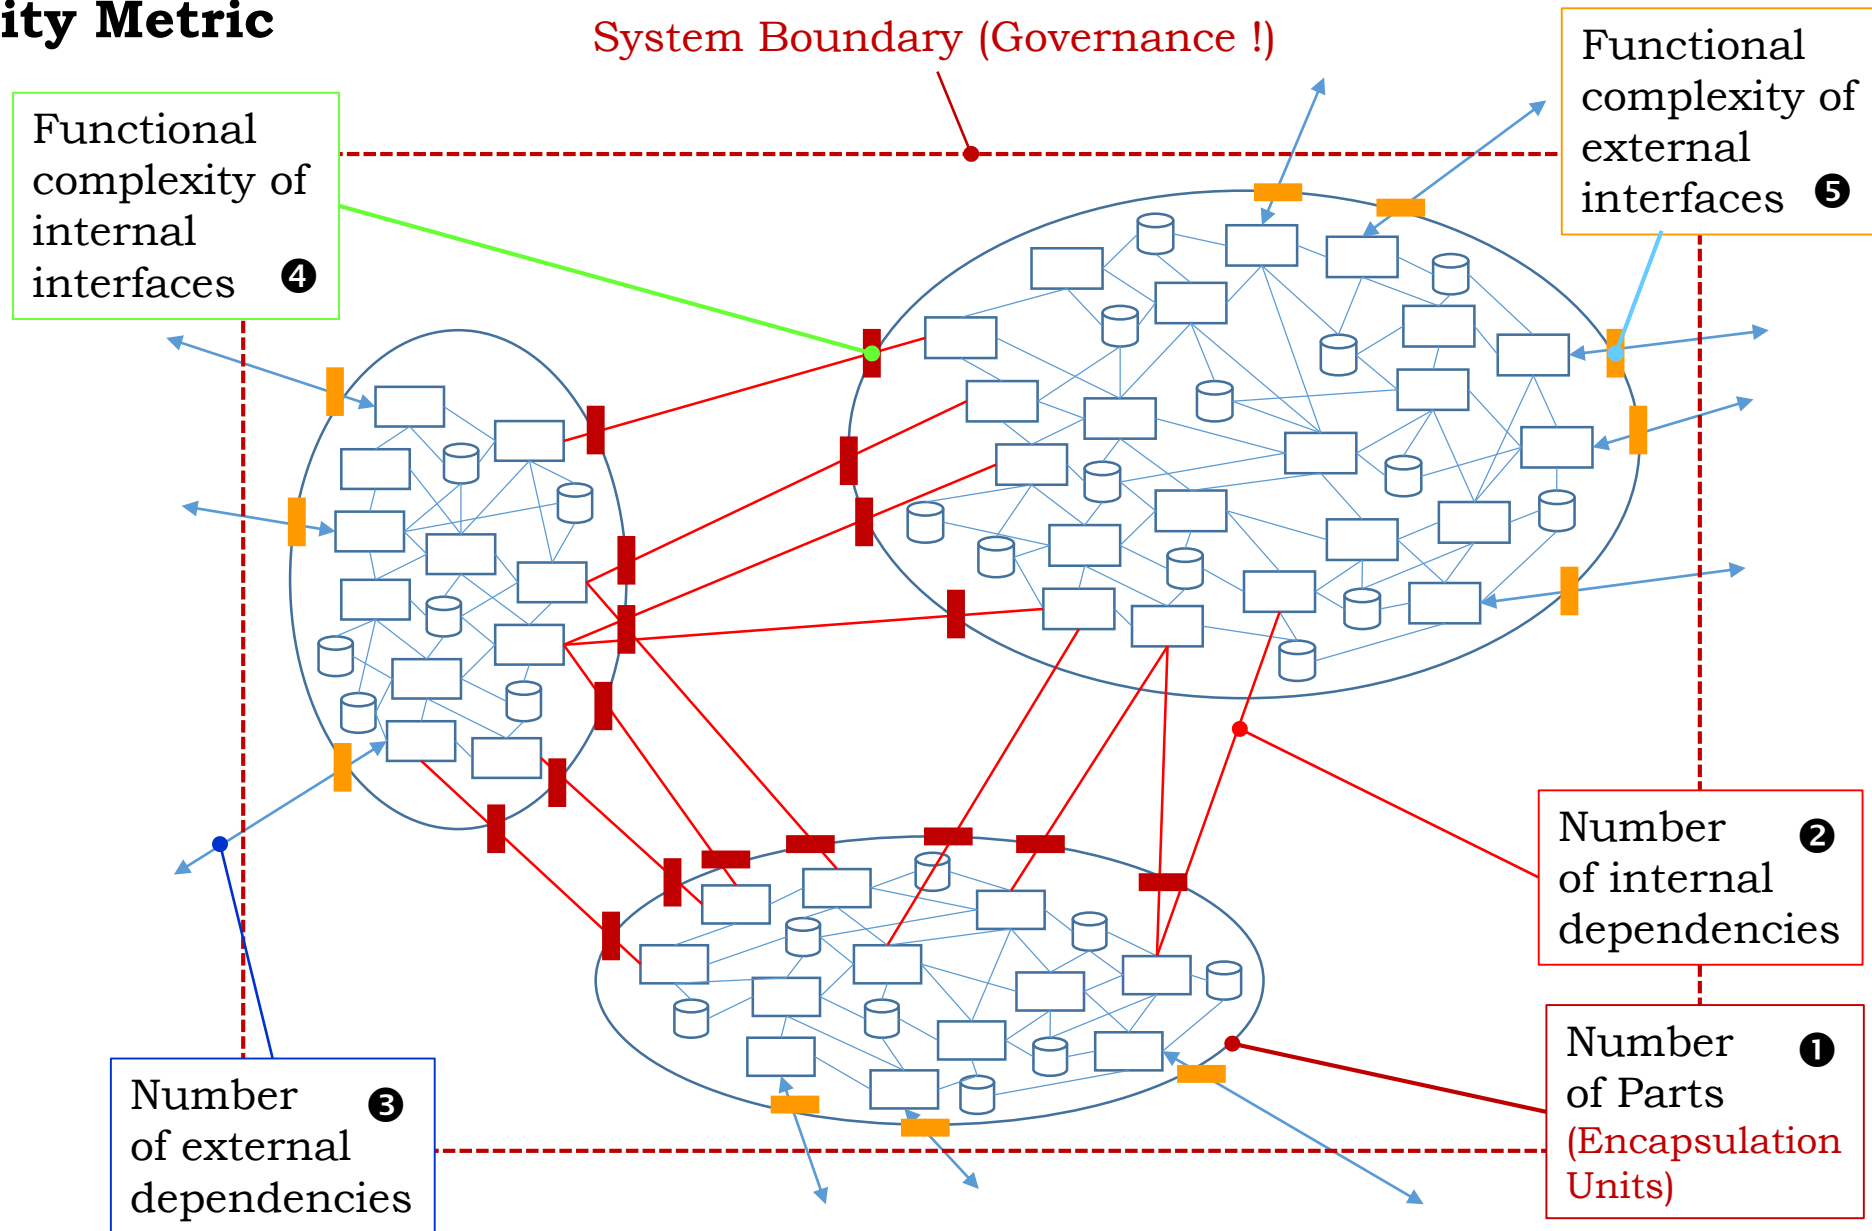 ity Metric
System Boundary (Governance !)
Functional
complexity of
internal
interfaces ❹
Functional
complexity of
external
interfaces ❺
Number ❷
of internal
dependencies
Number ❶
of Parts
(Encapsulation
Units)
Number ❸
of external
dependencies